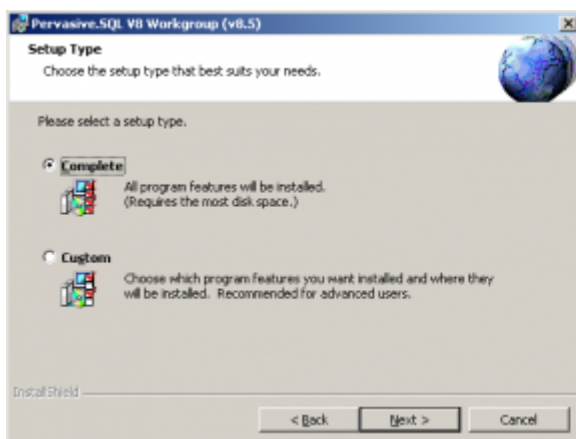 Pervasive.SQL V8 Workgroup (v8.5)
Setup Type
Choose the setup type that best suits your needs.
Please select a setup type.
Complete
All program features will be installed.
(Requires the most disk space.)
Custom
Choose which program features you want installed and where they
will be installed. Recommended for advanced users.
InstallShield
< Back Next > Cancel